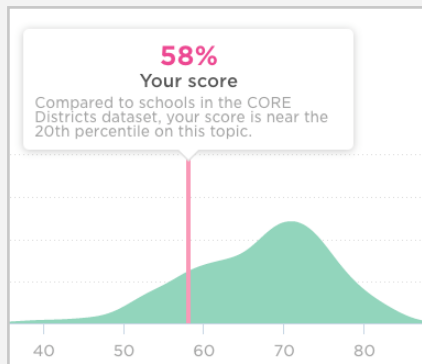 58%
Your score
Compared to schools in the CORE
Districts dataset, your score is near the
20th percentile on this topic.
40 50 60 70 80